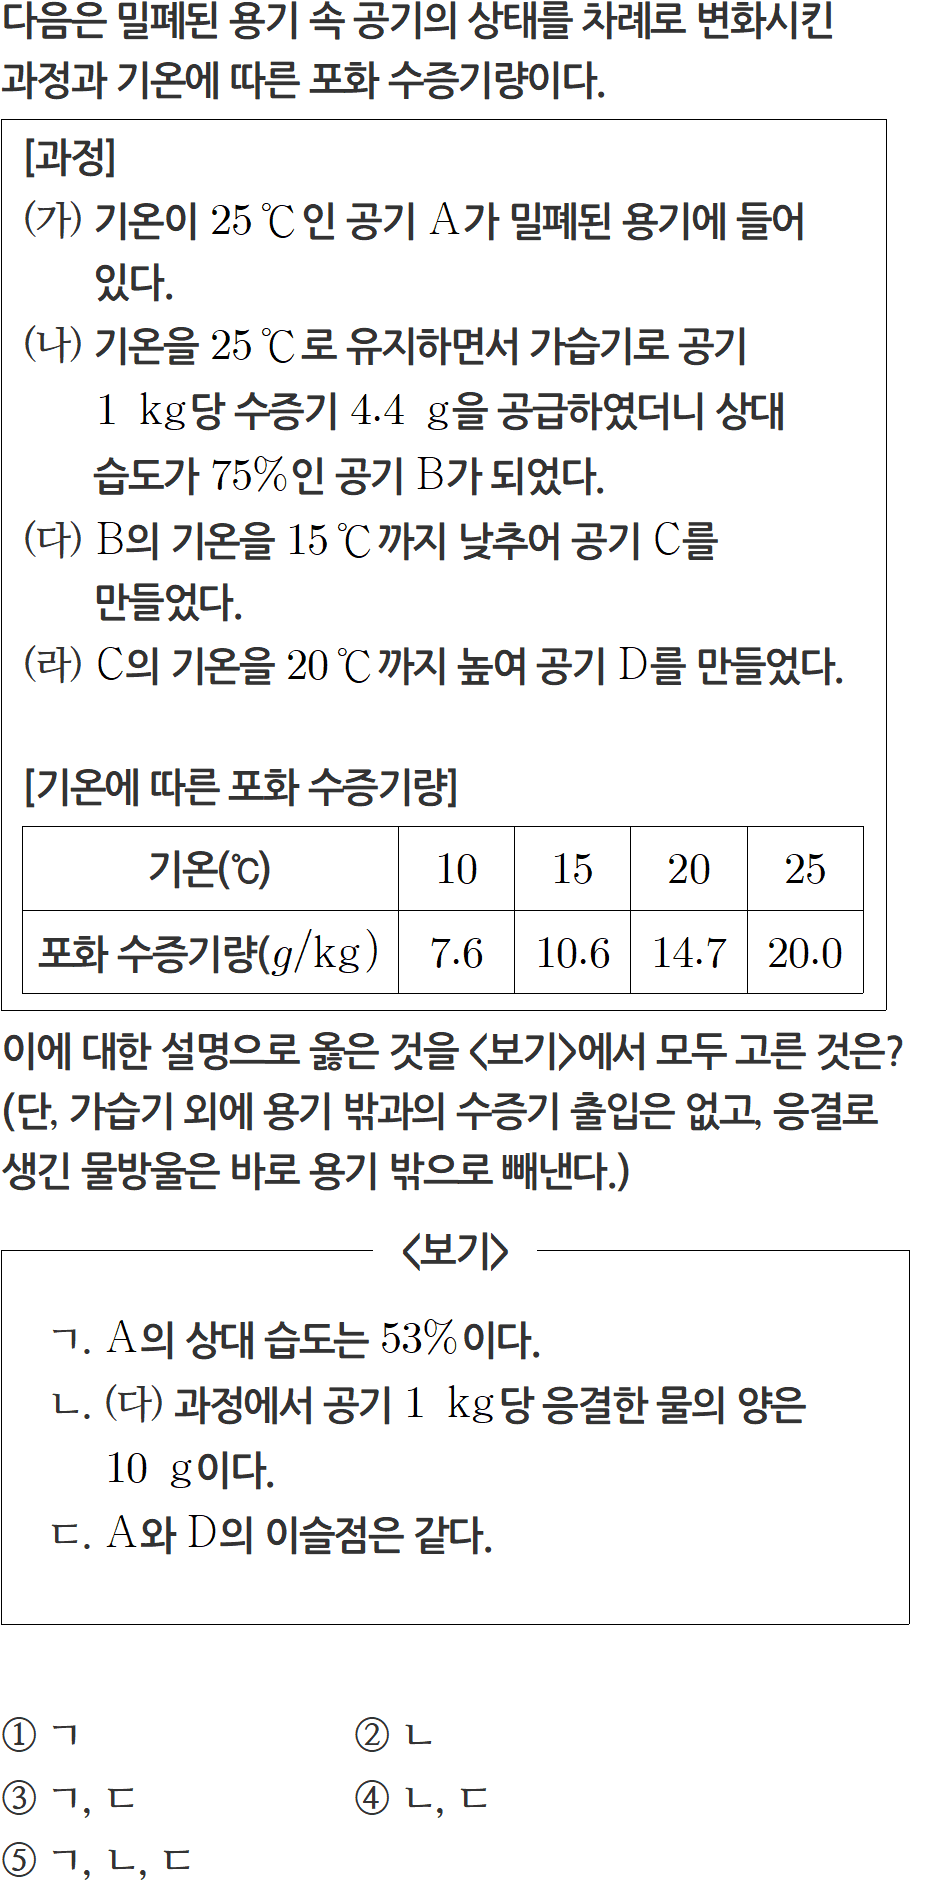 다음은 밀폐된 용기 속 공기의 상태를 차례로 변화시킨
과정과 기온에 따른 포화 수증기량이다.
[과정]
(가) 기온이 25℃인 공기 A가 밀폐된 용기에 들어
있다.
(나) 기온을 25℃로 유지하면서 가습기로 공기
1 kg당 수증기 4.4 g을 공급하였더니 상대
습도가 75%인 공기 B가 되었다.
(다) B의 기온을 15℃까지 낮추어 공기 C를
만들었다.
(라) C의 기온을 20℃까지 높여 공기 D를 만들었다.
[기온에 따른 포화 수증기량]
기온(℃) 10 15 20 25
포화 수증기량(g/kg) 7.6 10.6 14.7 20.0
이에 대한 설명으로 옳은 것을 <보기>에서 모두 고른 것은?
(단, 가습기 외에 용기 밖과의 수증기 출입은 없고, 응결로
생긴 물방울은 바로 용기 밖으로 빼낸다.)
<보기>
ㄱ. A의 상대 습도는 53%이다.
ㄴ. (다) 과정에서 공기 1 kg당 응결한 물의 양은
10 g이다.
ㄷ. A와 D의 이슬점은 같다.
① ㄱ ② ㄴ
③ ㄱ, ㄷ ④ ㄴ, ㄷ
⑤ ㄱ, ㄴ, ㄷ